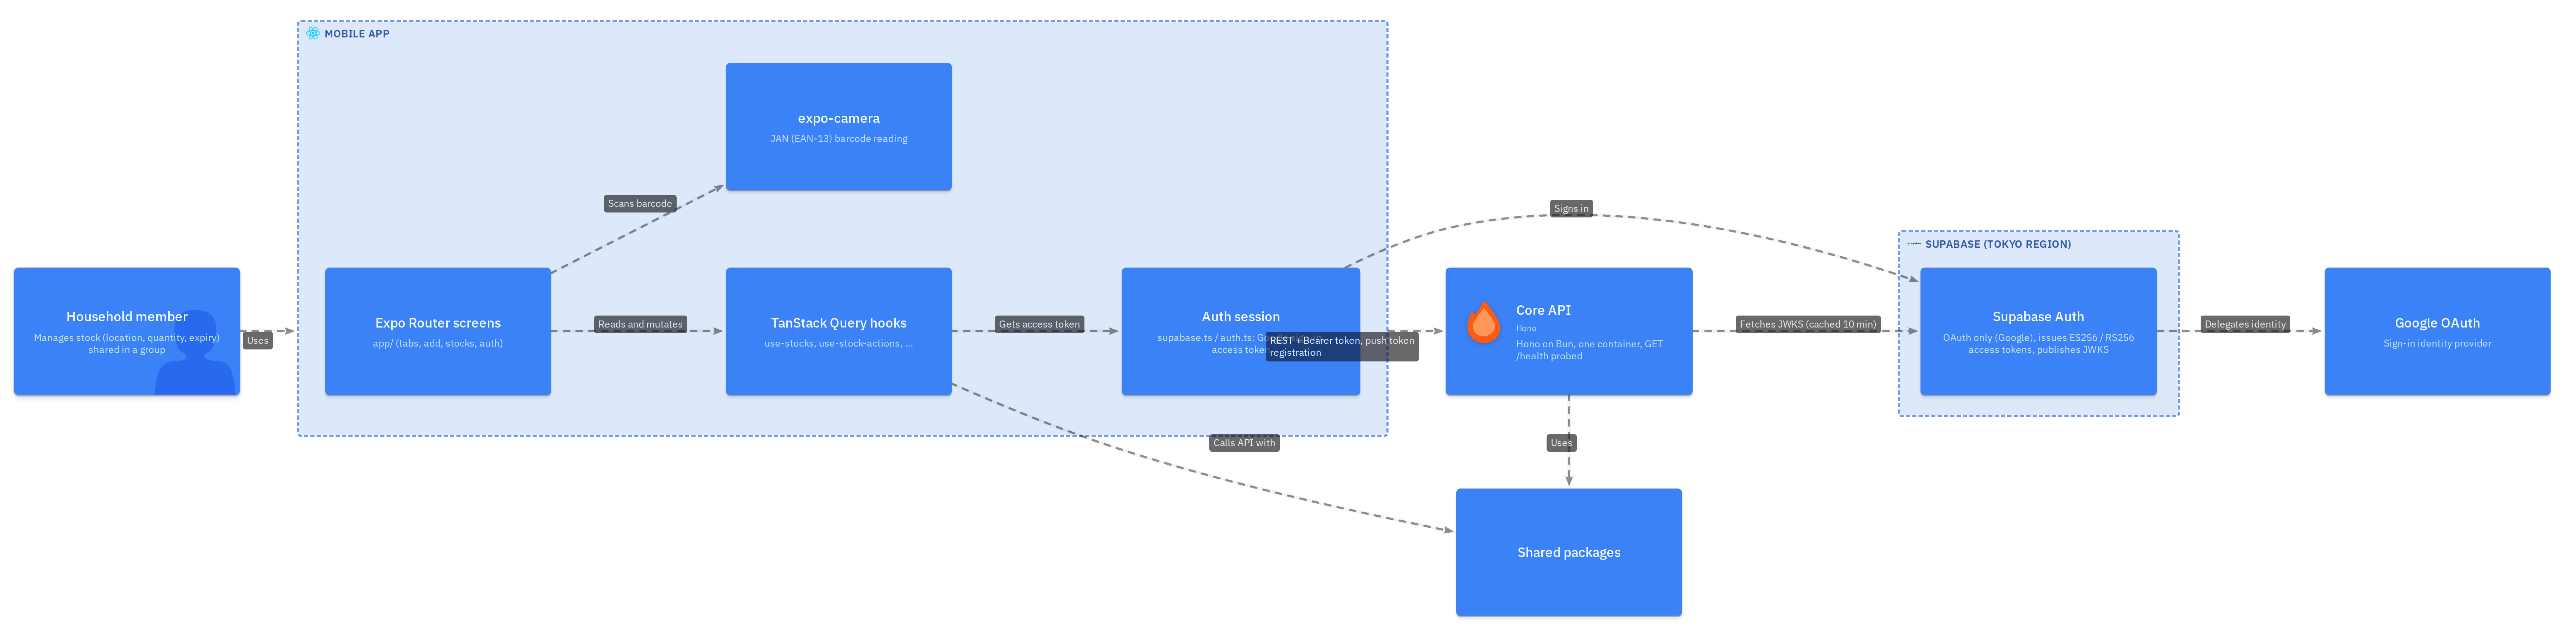 MOBILE APP
expo-camera
JAN (EAN-13) barcode reading
Scans barcode
Signs in
SUPABASE (TOKYO REGION)
Household member
Manages stock (location, quantity, expiry)
shared in a group
Uses
Expo Router screens
app/ (tabs, add, stocks, auth)
Reads and mutates
TanStack Query hooks
use-stocks, use-stock-actions, ...
Gets access token
Auth session
supabase.ts / auth.ts:
access
REST + Bearer token, push token
registration
Core API
Hono
Hono on Bun, one container, GET
/health probed
Fetches JWKS (cached 10 min)
Supabase Auth
OAuth only (Google), issues ES256 / RS256
access tokens, publishes JWKS
Delegates identity
Google OAuth
Sign-in identity provider
Calls API with
Uses
Shared packages